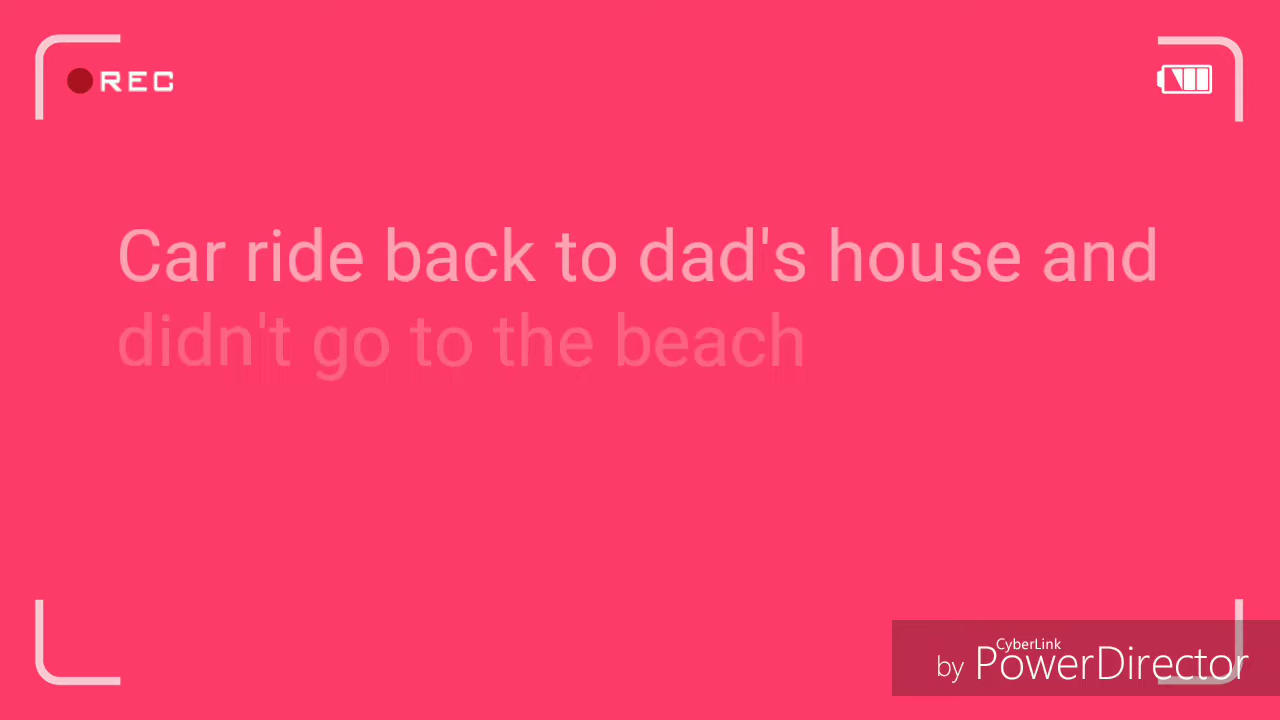 REC
Car ride back to dad's house and
didn't go to the beach
CyberLink
by PowerDirector